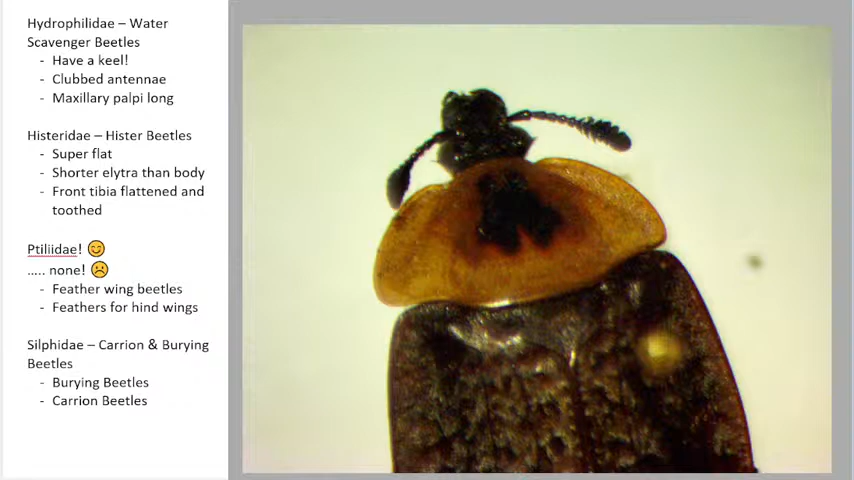 Hydrophilidae – Water
Scavenger Beetles
- Have a keel!
- Clubbed antennae
- Maxillary palpi long
Histeridae – Hister Beetles
- Super flat
- Shorter elytra than body
- Front tibia flattened and
toothed
Ptiliidae! 😊
..... none! ☹️
- Feather wing beetles
- Feathers for hind wings
Silphidae – Carrion & Burying
Beetles
- Burying Beetles
- Carrion Beetles